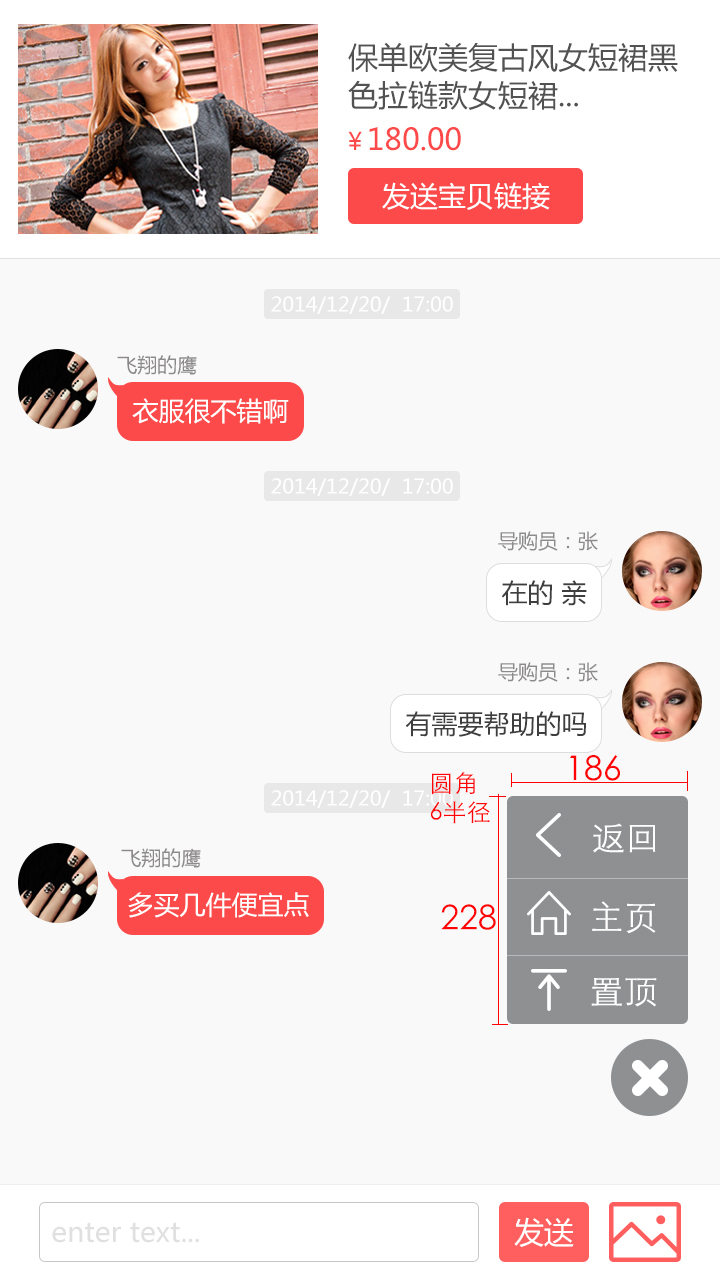 保单欧美复古风女短裙黑
色拉链款女短裙...
¥180.00
发送宝贝链接
2014/12/20/ 17:00
飞翔的鹰
衣服很不错啊
2014/12/20/ 17:00
导购员：张
在的 亲
导购员：张
有需要帮助的吗
186
圆角
6半径
2014/12/20/ 17:00
返回
飞翔的鹰
多买几件便宜点
228
主页
置顶
enter text...
发送